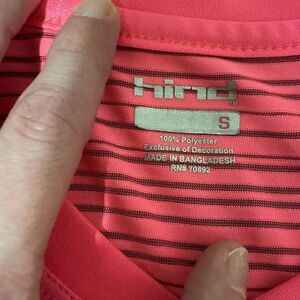 hind
S
100% Polyester
Exclusive of Decoration
MADE IN BANGLADESH
RN# 70892